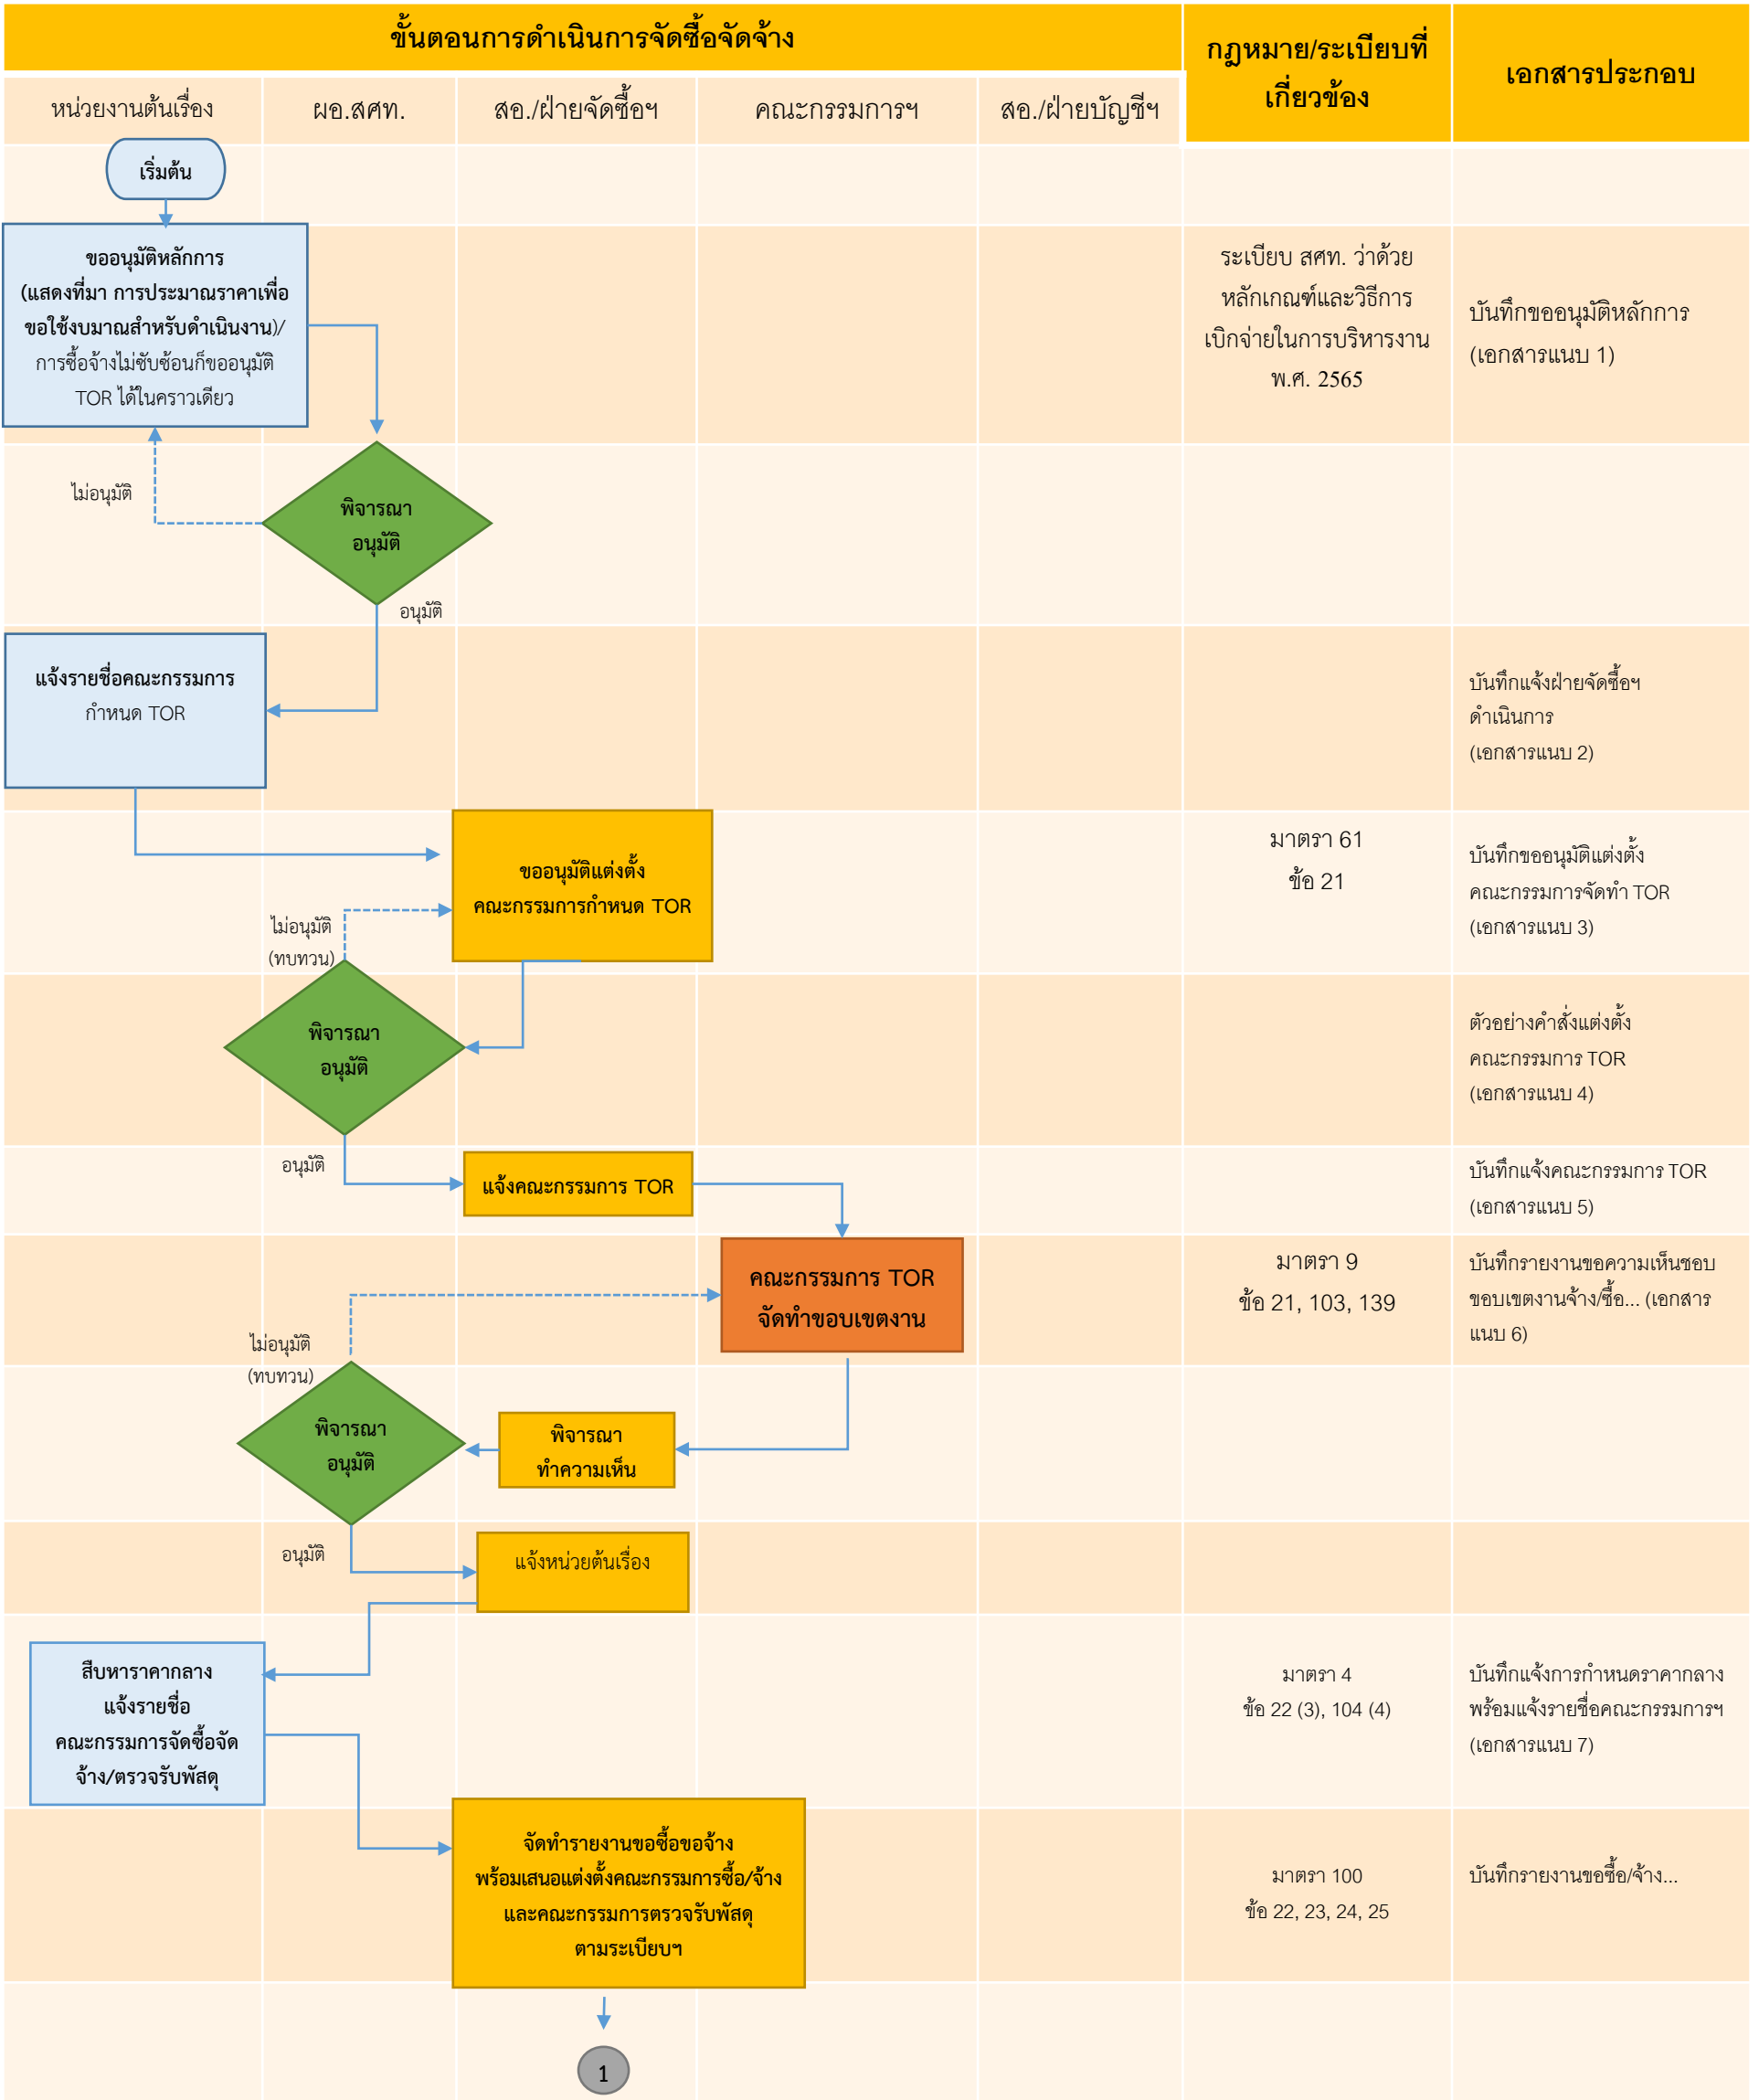 ขั้นตอนการดำเนินการจัดซื้อจัดจ้าง
กฎหมาย/ระเบียบที่
เกี่ยวข้อง
เอกสารประกอบ
หน่วยงานต้นเรื่อง
ผอ.สศท.
สอ./ฝ่ายจัดซื้อฯ
คณะกรรมการฯ
สอ./ฝ่ายบัญชีฯ
เริ่มต้น
ขออนุมัติหลักการ
(แสดงที่มา การประมาณราคาเพื่อ
ขอใช้งบมาณสำหรับดำเนินงาน)/
การซื้อจ้างไม่ซับซ้อนก็ขออนุมัติ
TOR ได้ในคราวเดียว
ระเบียบ สศท. ว่าด้วย
หลักเกณฑ์และวิธีการ
เบิกจ่ายในการบริหารงาน
พ.ศ. 2565
บันทึกขออนุมัติหลักการ
(เอกสารแนบ 1)
ไม่อนุมัติ
พิจารณา
อนุมัติ
อนุมัติ
แจ้งรายชื่อคณะกรรมการ
กำหนด TOR
บันทึกแจ้งฝ่ายจัดซื้อฯ
ดำเนินการ
(เอกสารแนบ 2)
ขออนุมัติแต่งตั้ง
คณะกรรมการกำหนด TOR
มาตรา 61
ข้อ 21
บันทึกขออนุมัติแต่งตั้ง
คณะกรรมการจัดทำ TOR
(เอกสารแนบ 3)
ไม่อนุมัติ
(ทบทวน)
พิจารณา
อนุมัติ
ตัวอย่างคำสั่งแต่งตั้ง
คณะกรรมการ TOR
(เอกสารแนบ 4)
อนุมัติ
แจ้งคณะกรรมการ TOR
บันทึกแจ้งคณะกรรมการ TOR
(เอกสารแนบ 5)
คณะกรรมการ TOR
จัดทำขอบเขตงาน
มาตรา 9
ข้อ 21, 103, 139
บันทึกรายงานขอความเห็นชอบ
ขอบเขตงานจ้าง/ซื้อ... (เอกสาร
แนบ 6)
ไม่อนุมัติ
(ทบทวน)
พิจารณา
อนุมัติ
พิจารณา
ทำความเห็น
อนุมัติ
แจ้งหน่วยต้นเรื่อง
สืบหาราคากลาง
แจ้งรายชื่อ
คณะกรรมการจัดซื้อจัด
จ้าง/ตรวจรับพัสดุ
มาตรา 4
ข้อ 22 (3), 104 (4)
บันทึกแจ้งการกำหนดราคากลาง
พร้อมแจ้งรายชื่อคณะกรรมการฯ
(เอกสารแนบ 7)
จัดทำรายงานขอซื้อขอจ้าง
พร้อมเสนอแต่งตั้งคณะกรรมการซื้อ/จ้าง
และคณะกรรมการตรวจรับพัสดุ
ตามระเบียบฯ
มาตรา 100
ข้อ 22, 23, 24, 25
บันทึกรายงานขอซื้อ/จ้าง...
1